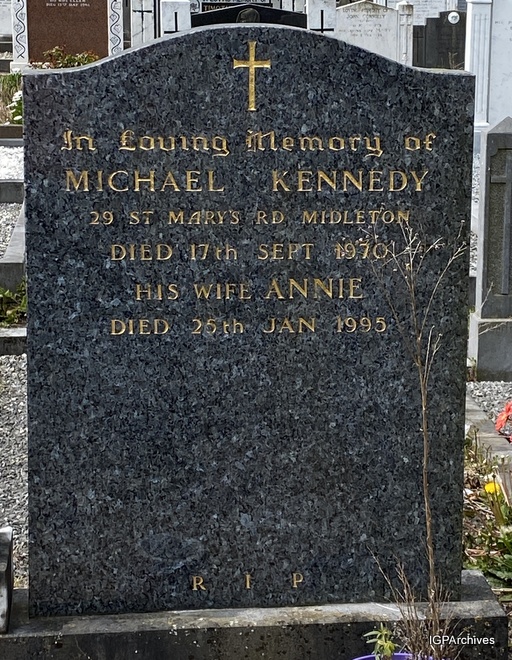 In Loving Memory of
MICHAEL KENNEDY
29 ST MARY'S RD MIDLETON
DIED 17th SEPT 1970
HIS WIFE ANNIE
DIED 25th JAN 1995
R I P
IGPArchives